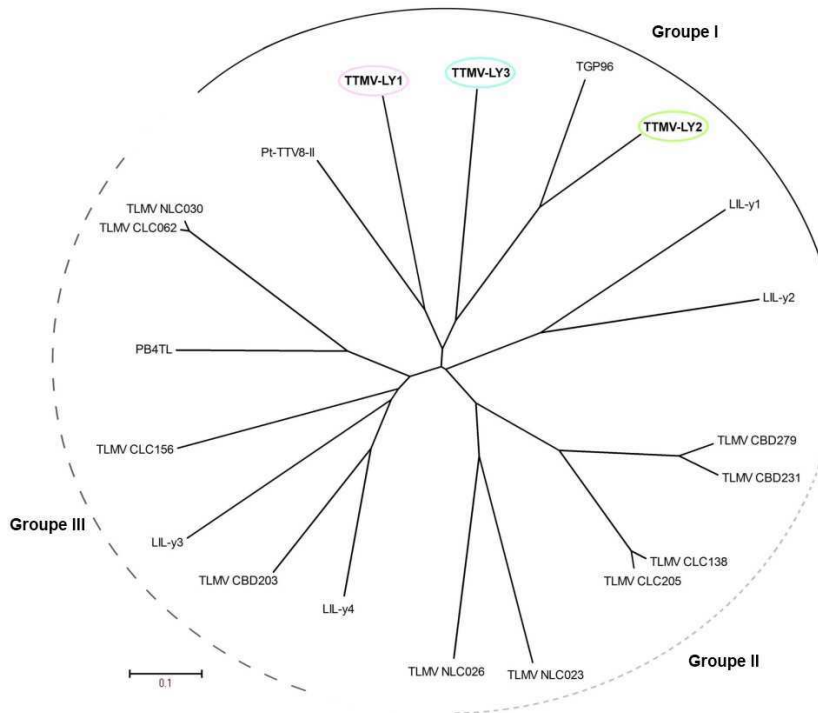 Groupe I
TTMV-LY1
TTMV-LY3
TGP96
TTMV-LY2
Pt-TTV8-II
LIL-y1
TLMV NLC030
TLMV CLC062
LIL-y2
PB4TL
TLMV CLC156
TLMV CBD279
TLMV CBD231
Groupe III
LIL-y3
TLMV CLC138
TLMV CBD203
TLMV CLC205
LIL-y4
Groupe II
TLMV NLC026
TLMV NLC023
0.1